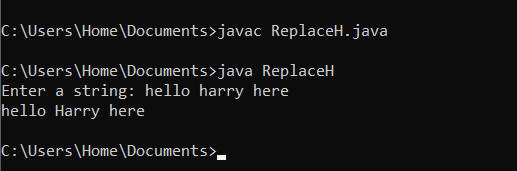 C:\Users\Home\Documents>javac ReplaceH.java
C:\Users\Home\Documents>java ReplaceH
Enter a string: hello harry here
hello Harry here
C:\Users\Home\Documents>